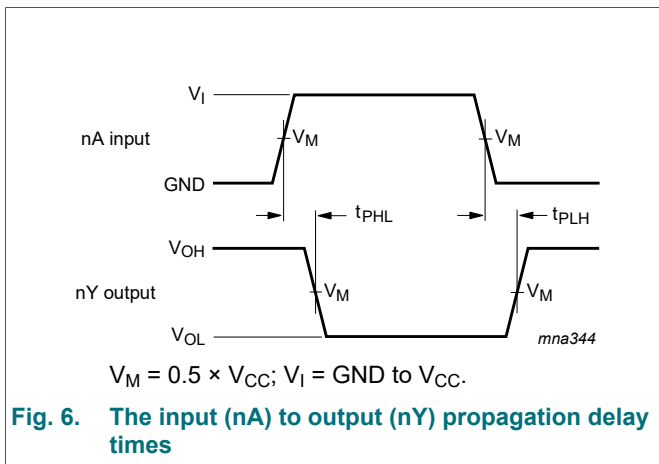 V_I
nA input
V_M
V_M
GND
t_PHL
t_PLH
V_OH
nY output
V_M
V_M
V_OL
mna344
V_M = 0.5 × V_CC; V_I = GND to V_CC.
Fig. 6. The input (nA) to output (nY) propagation delay
times